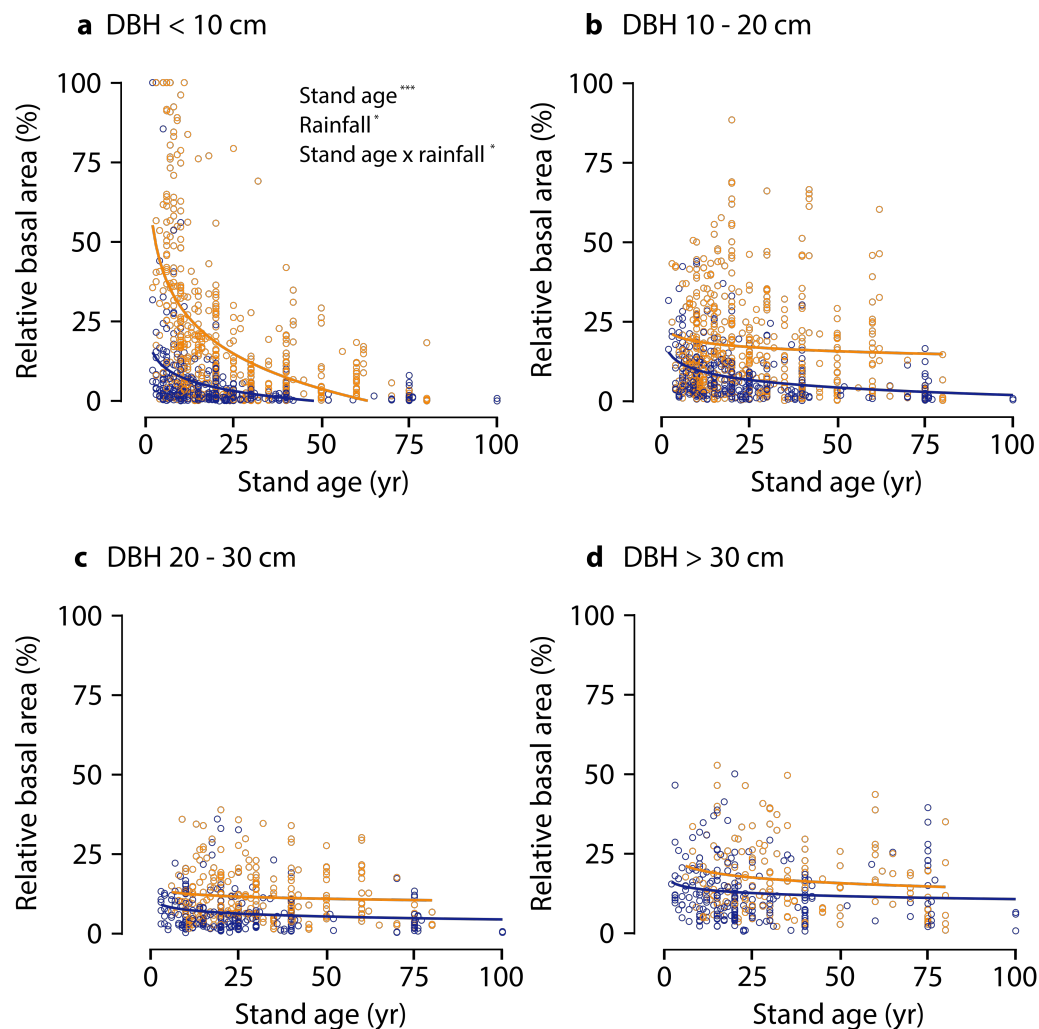 a DBH < 10 cm
Relative basal area (%)
100
75
50
25
0
Stand age***
Rainfall*
Stand age x rainfall*
0 25 50 75 100
Stand age (yr)
b DBH 10 - 20 cm
Relative basal area (%)
100
75
50
25
0
0 25 50 75 100
Stand age (yr)
c DBH 20 - 30 cm
Relative basal area (%)
100
75
50
25
0
0 25 50 75 100
Stand age (yr)
d DBH > 30 cm
Relative basal area (%)
100
75
50
25
0
0 25 50 75 100
Stand age (yr)